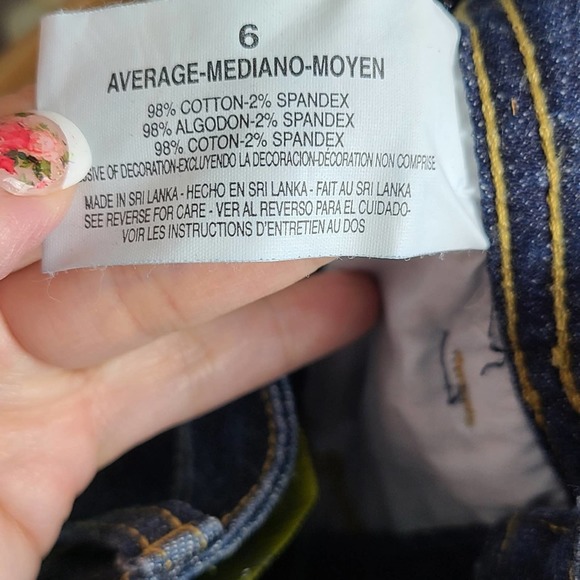 6
AVERAGE-MEDIANO-MOYEN
98% COTTON-2% SPANDEX
98% ALGODON-2% SPANDEX
98% COTON-2% SPANDEX
OF DECORATION-EXCLUYENDO LA DECORACION-DÉCORATION NON COMPRISE
MADE IN SRI LANKA - HECHO EN SRI LANKA - FAIT AU SRI LANKA
SEE REVERSE FOR CARE - VER AL REVERSO PARA EL CUIDADO-
VOIR LES INSTRUCTIONS D'ENTRETIEN AU DOS